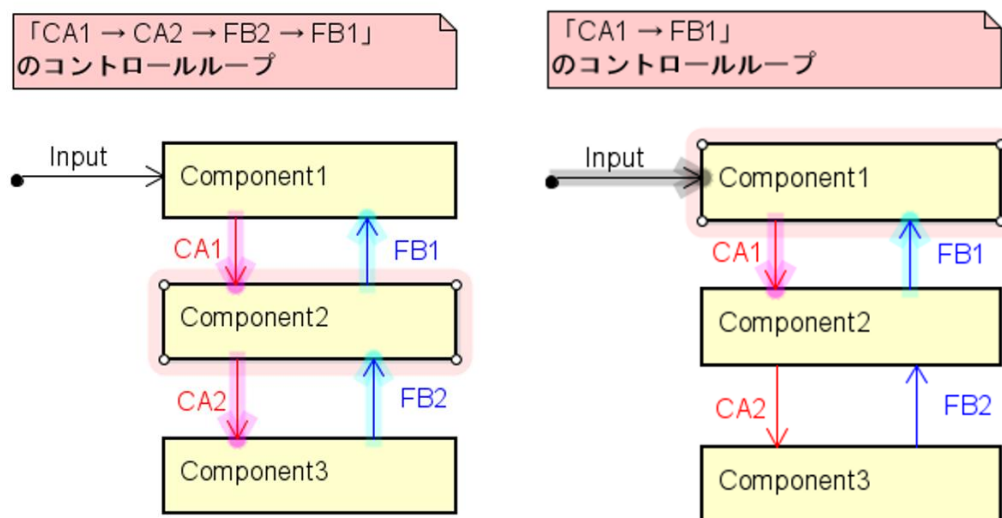 「CA1 → CA2 → FB2 → FB1」
のコントロールループ
Input
Component1
CA1
FB1
Component2
CA2
FB2
Component3
「CA1 → FB1」
のコントロールループ
Input
Component1
CA1
FB1
Component2
CA2
FB2
Component3